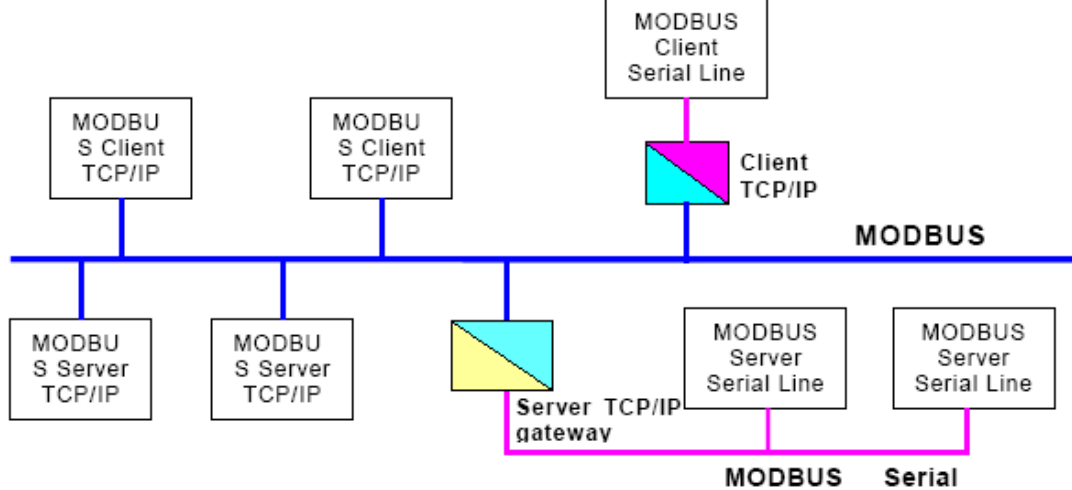 MODBUS
Client
Serial Line
MODBU
S Client
TCP/IP
MODBU
S Client
TCP/IP
Client
TCP/IP
MODBUS
MODBU
S Server
TCP/IP
MODBU
S Server
TCP/IP
Server TCP/IP
gateway
MODBUS
Server
Serial Line
MODBUS
Server
Serial Line
MODBUS Serial